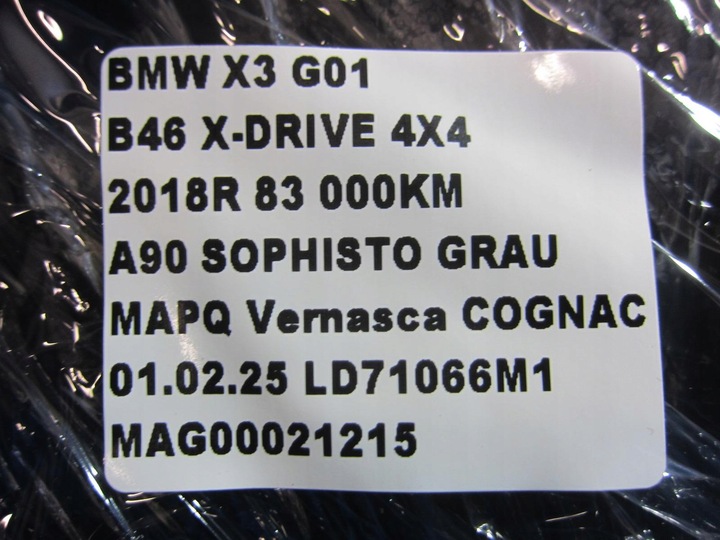 BMW X3 G01
B46 X-DRIVE 4X4
2018R 83 000KM
A90 SOPHISTO GRAU
MAPQ Vernasca COGNAC
01.02.25 LD71066M1
MAG00021215